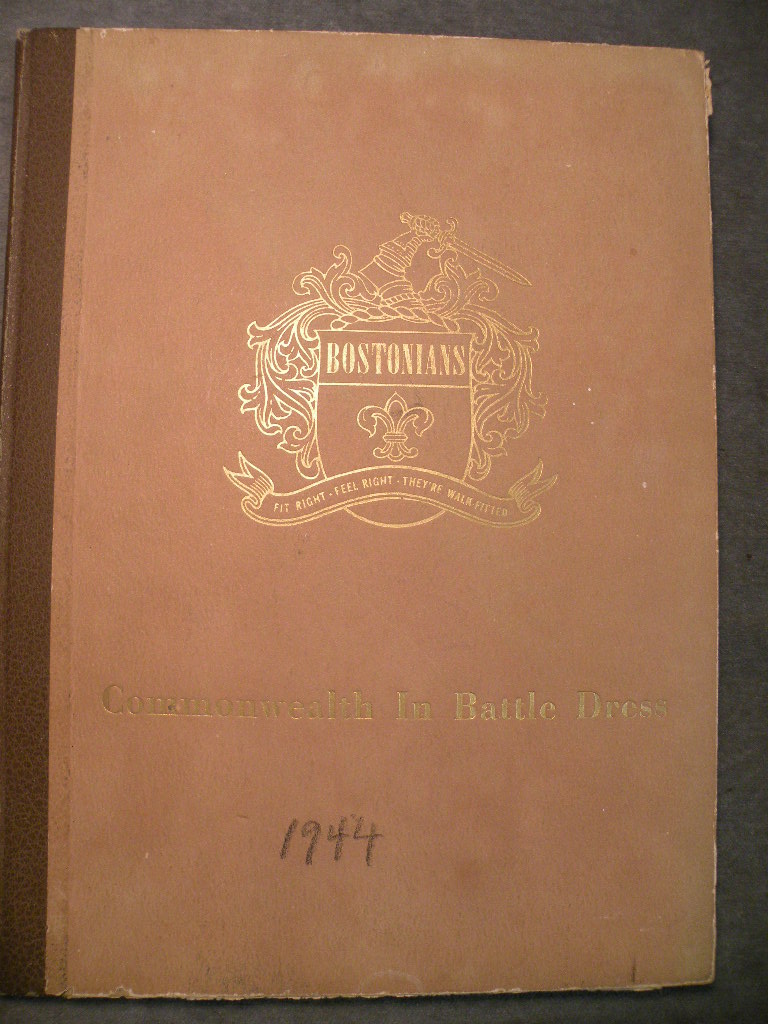 BOSTONIANS
FIT RIGHT · FEEL RIGHT · THEY'RE WALK-FITTED
Commonwealth In Battle Dress
1944